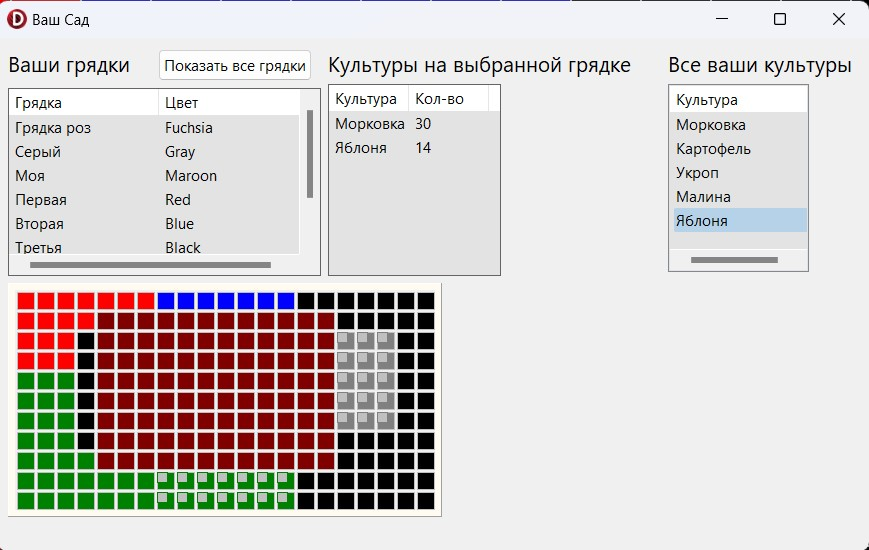 Ваш Сад
Ваши грядки
Показать все грядки
Культуры на выбранной грядке
Все ваши культуры
Грядка Цвет
Грядка роз Fuchsia
Серый Gray
Моя Maroon
Первая Red
Вторая Blue
Третья Black
Культура Кол-во
Морковка 30
Яблоня 14
Культура
Морковка
Картофель
Укроп
Малина
Яблоня